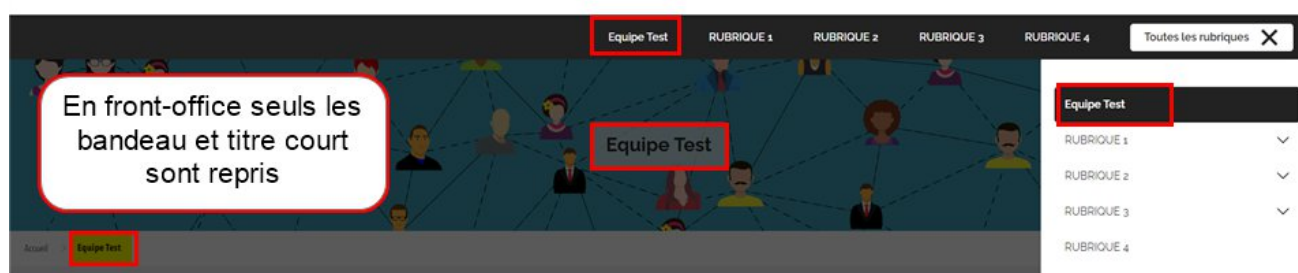 Equipe Test RUBRIQUE 1 RUBRIQUE 2 RUBRIQUE 3 RUBRIQUE 4 Toutes les rubriques
En front-office seuls les
bandeau et titre court
sont repris
Equipe Test
Accueil > Equipe Test
Equipe Test
RUBRIQUE 1
RUBRIQUE 2
RUBRIQUE 3
RUBRIQUE 4